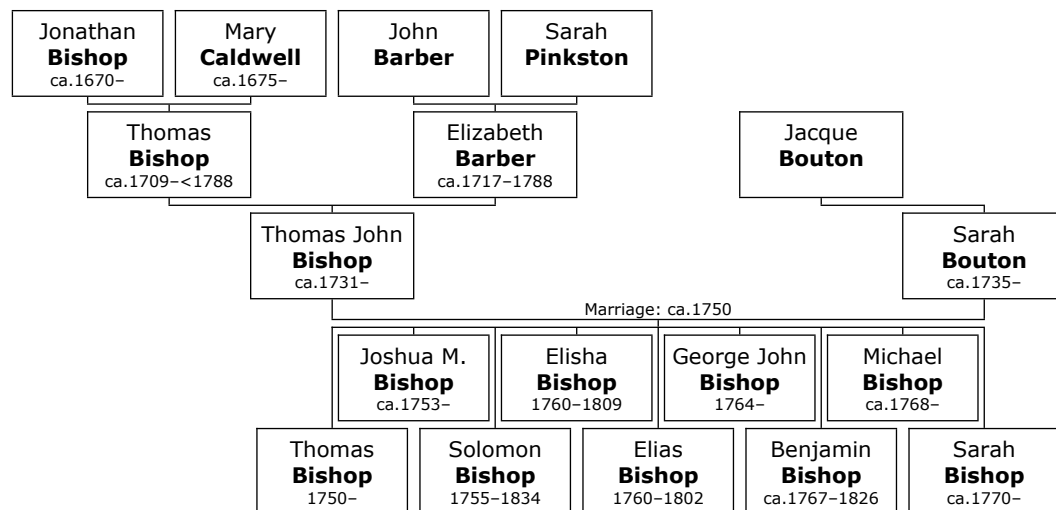 Jonathan
Bishop
ca.1670–
Mary
Caldwell
ca.1675–
John
Barber
Sarah
Pinkston
Thomas
Bishop
ca.1709–<1788
Elizabeth
Barber
ca.1717–1788
Jacque
Bouton
Thomas John
Bishop
ca.1731–
Sarah
Bouton
ca.1735–
Marriage: ca.1750
Joshua M.
Bishop
ca.1753–
Elisha
Bishop
1760–1809
George John
Bishop
1764–
Michael
Bishop
ca.1768–
Thomas
Bishop
1750–
Solomon
Bishop
1755–1834
Elias
Bishop
1760–1802
Benjamin
Bishop
ca.1767–1826
Sarah
Bishop
ca.1770–